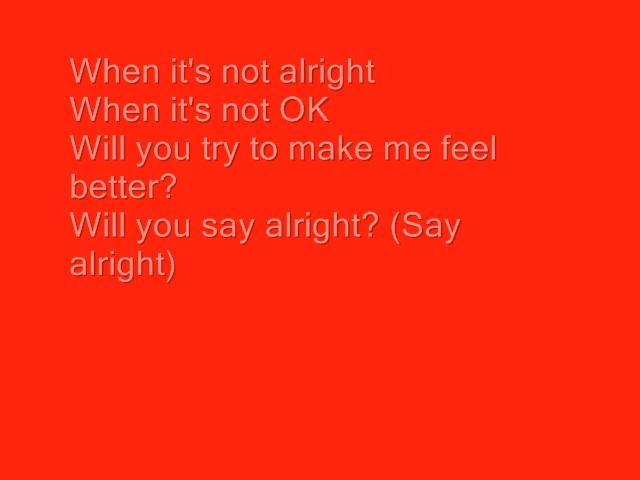 When it's not alright
When it's not OK
Will you try to make me feel
better?
Will you say alright? (Say
alright)